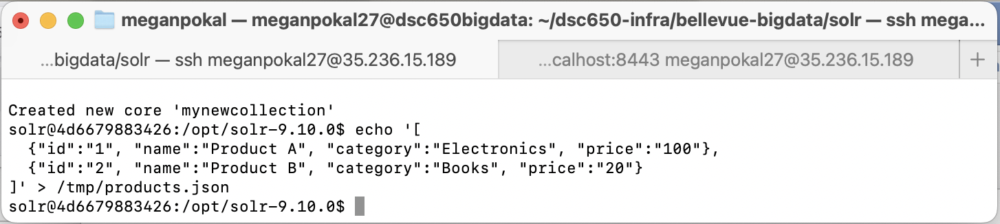 meganpokal — meganpokal27@dsc650bigdata: ~/dsc650-infra/bellevue-bigdata/solr — ssh mega...
...bigdata/solr — ssh meganpokal27@35.236.15.189
...calhost:8443 meganpokal27@35.236.15.189
Created new core 'mynewcollection'
solr@4d6679883426:/opt/solr-9.10.0$ echo '[
  {"id":"1", "name":"Product A", "category":"Electronics", "price":"100"},
  {"id":"2", "name":"Product B", "category":"Books", "price":"20"}
]' > /tmp/products.json
solr@4d6679883426:/opt/solr-9.10.0$